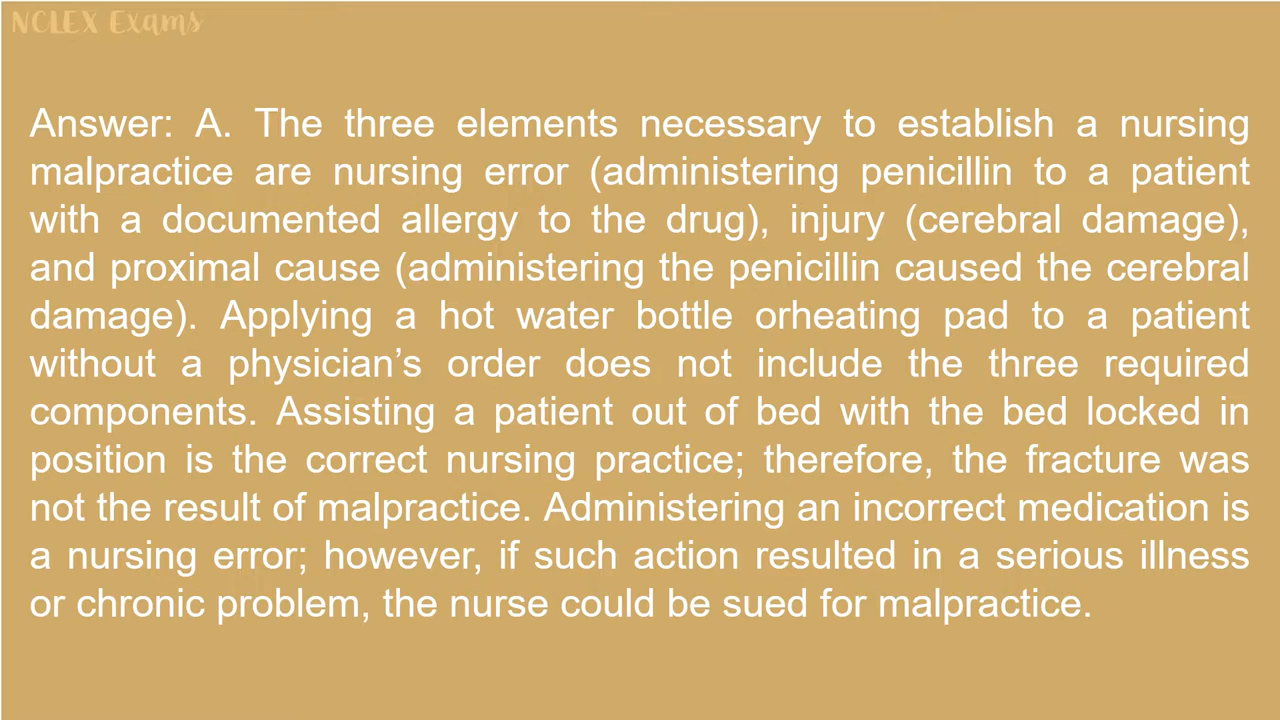 NCLEX Exams
Answer: A. The three elements necessary to establish a nursing
malpractice are nursing error (administering penicillin to a patient
with a documented allergy to the drug), injury (cerebral damage),
and proximal cause (administering the penicillin caused the cerebral
damage). Applying a hot water bottle orheating pad to a patient
without a physician’s order does not include the three required
components. Assisting a patient out of bed with the bed locked in
position is the correct nursing practice; therefore, the fracture was
not the result of malpractice. Administering an incorrect medication is
a nursing error; however, if such action resulted in a serious illness
or chronic problem, the nurse could be sued for malpractice.